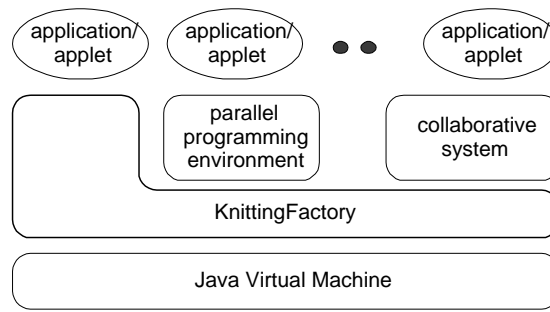 application/
applet
application/
applet
application/
applet
parallel
programming
environment
collaborative
system
KnittingFactory
Java Virtual Machine